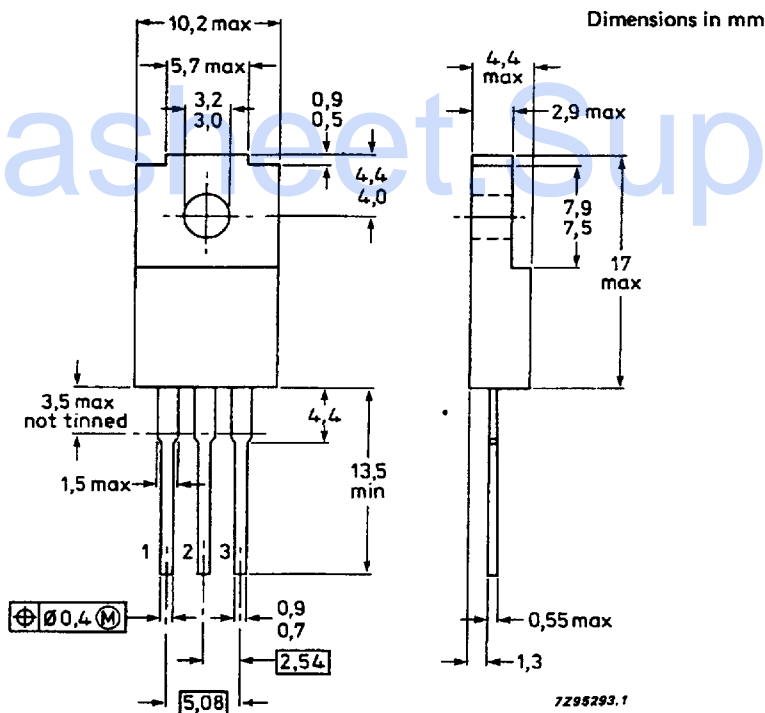 Dimensions in mm
10,2 max
5,7 max
3,2
3,0
0,9
0,5
4,4
4,0
4,4
max
2,9 max
7,9
7,5
17
max
asheet.Sup
3,5 max
not tinned
4,4
1,5 max
13,5
min
1 2 3
⌖ Ø 0,4 Ⓜ
0,9
0,7
2,54
5,08
0,55 max
1,3
7Z95293.1